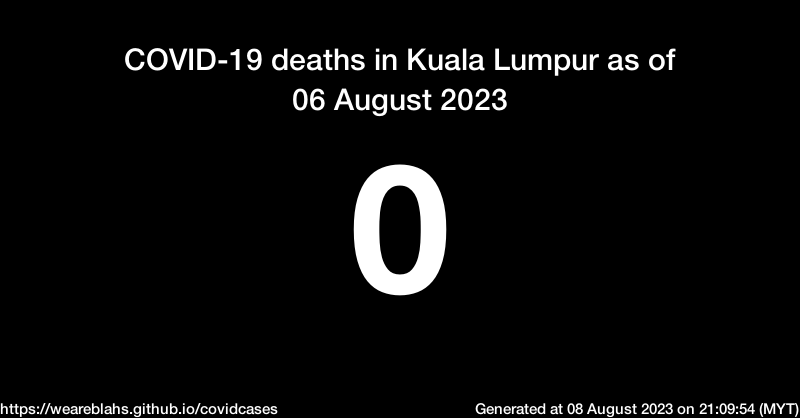 COVID-19 deaths in Kuala Lumpur as of
06 August 2023
0
https://weareblahs.github.io/covidcases
Generated at 08 August 2023 on 21:09:54 (MYT)